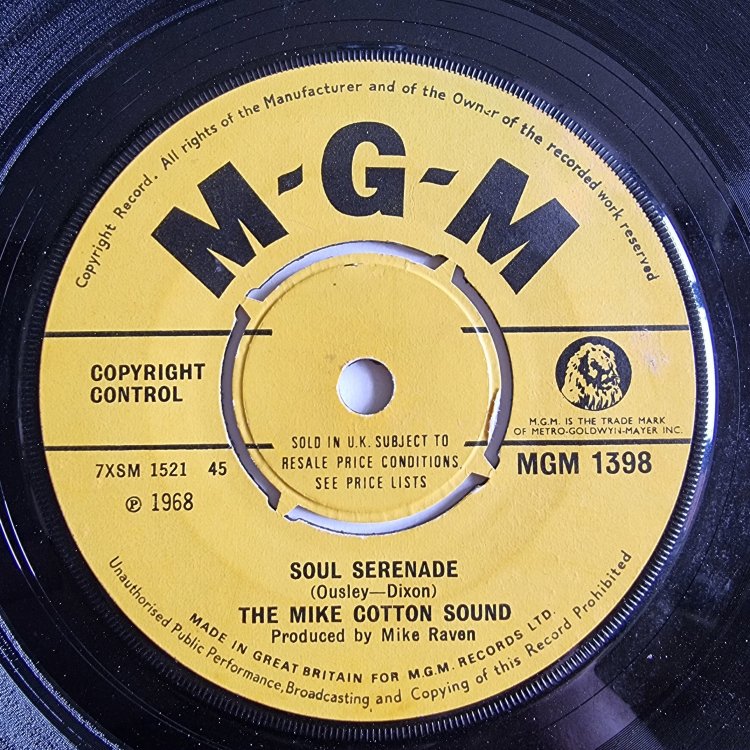 Copyright Record. All rights of the Manufacturer and of the Owner of the recorded work reserved
M-G-M
COPYRIGHT
CONTROL
M.G.M. IS THE TRADE MARK
OF METRO-GOLDWYN-MAYER INC.
SOLD IN U.K. SUBJECT TO
RESALE PRICE CONDITIONS,
SEE PRICE LISTS
7XSM 1521 45
MGM 1398
℗ 1968
SOUL SERENADE
(Ousley—Dixon)
THE MIKE COTTON SOUND
Produced by Mike Raven
MADE IN GREAT BRITAIN FOR M.G.M. RECORDS LTD.
Unauthorised Public Performance, Broadcasting and Copying of this Record Prohibited